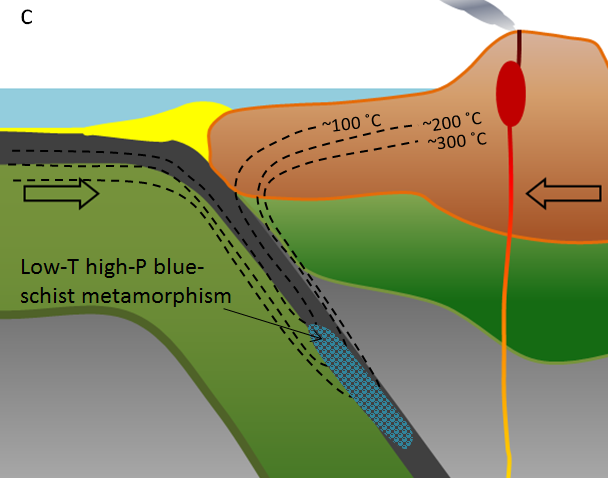 C
~100 ˚C
~200 ˚C
~300 ˚C
Low-T high-P blue-
schist metamorphism